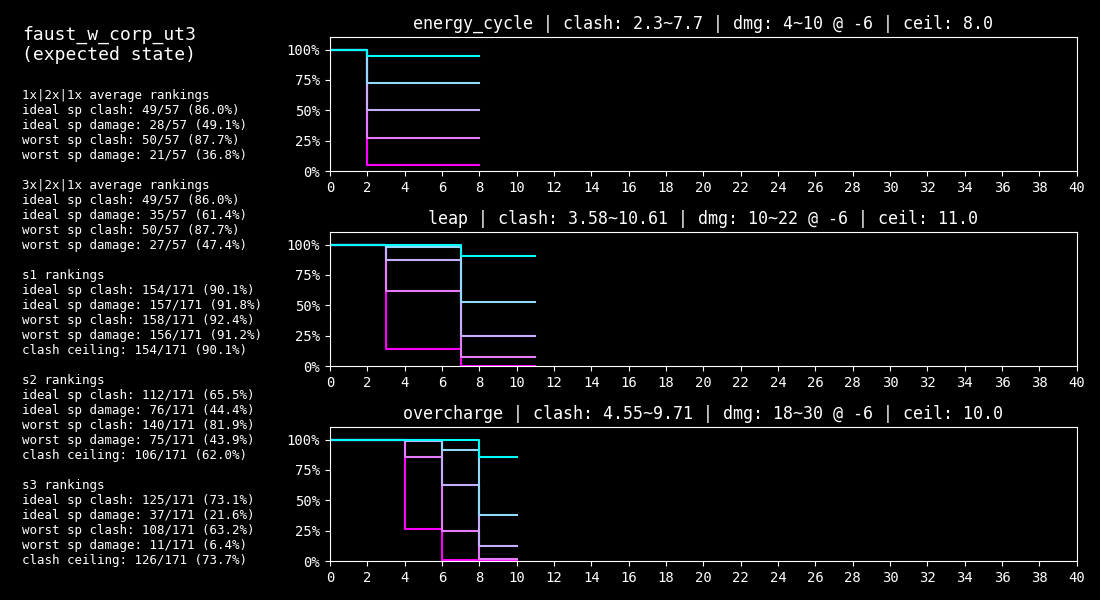 faust_w_corp_ut3
(expected state)
1x|2x|1x average rankings
ideal sp clash: 49/57 (86.0%)
ideal sp damage: 28/57 (49.1%)
worst sp clash: 50/57 (87.7%)
worst sp damage: 21/57 (36.8%)
3x|2x|1x average rankings
ideal sp clash: 49/57 (86.0%)
ideal sp damage: 35/57 (61.4%)
worst sp clash: 50/57 (87.7%)
worst sp damage: 27/57 (47.4%)
s1 rankings
ideal sp clash: 154/171 (90.1%)
ideal sp damage: 157/171 (91.8%)
worst sp clash: 158/171 (92.4%)
worst sp damage: 156/171 (91.2%)
clash ceiling: 154/171 (90.1%)
s2 rankings
ideal sp clash: 112/171 (65.5%)
ideal sp damage: 76/171 (44.4%)
worst sp clash: 140/171 (81.9%)
worst sp damage: 75/171 (43.9%)
clash ceiling: 106/171 (62.0%)
s3 rankings
ideal sp clash: 125/171 (73.1%)
ideal sp damage: 37/171 (21.6%)
worst sp clash: 108/171 (63.2%)
worst sp damage: 11/171 (6.4%)
clash ceiling: 126/171 (73.7%)
energy_cycle | clash: 2.3~7.7 | dmg: 4~10 @ -6 | ceil: 8.0
100%
75%
50%
25%
0%
0 2 4 6 8 10 12 14 16 18 20 22 24 26 28 30 32 34 36 38 40
leap | clash: 3.58~10.61 | dmg: 10~22 @ -6 | ceil: 11.0
100%
75%
50%
25%
0%
0 2 4 6 8 10 12 14 16 18 20 22 24 26 28 30 32 34 36 38 40
overcharge | clash: 4.55~9.71 | dmg: 18~30 @ -6 | ceil: 10.0
100%
75%
50%
25%
0%
0 2 4 6 8 10 12 14 16 18 20 22 24 26 28 30 32 34 36 38 40